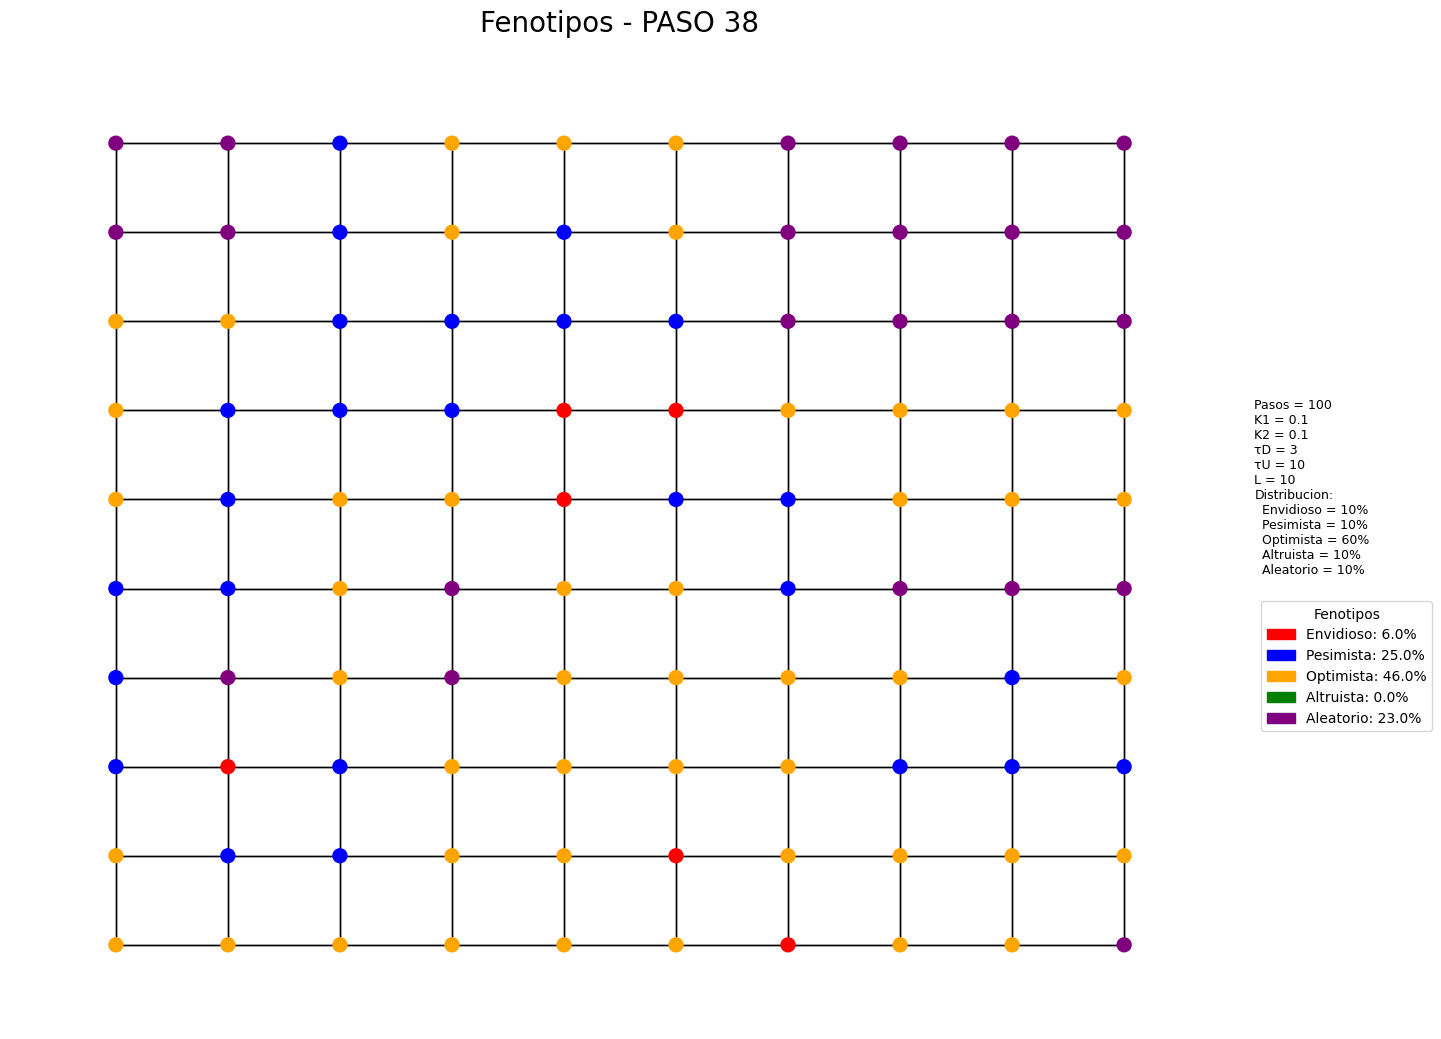 Fenotipos - PASO 38
Pasos = 100
K1 = 0.1
K2 = 0.1
τD = 3
τU = 10
L = 10
Distribucion:
Envidioso = 10%
Pesimista = 10%
Optimista = 60%
Altruista = 10%
Aleatorio = 10%
Fenotipos
Envidioso: 6.0%
Pesimista: 25.0%
Optimista: 46.0%
Altruista: 0.0%
Aleatorio: 23.0%